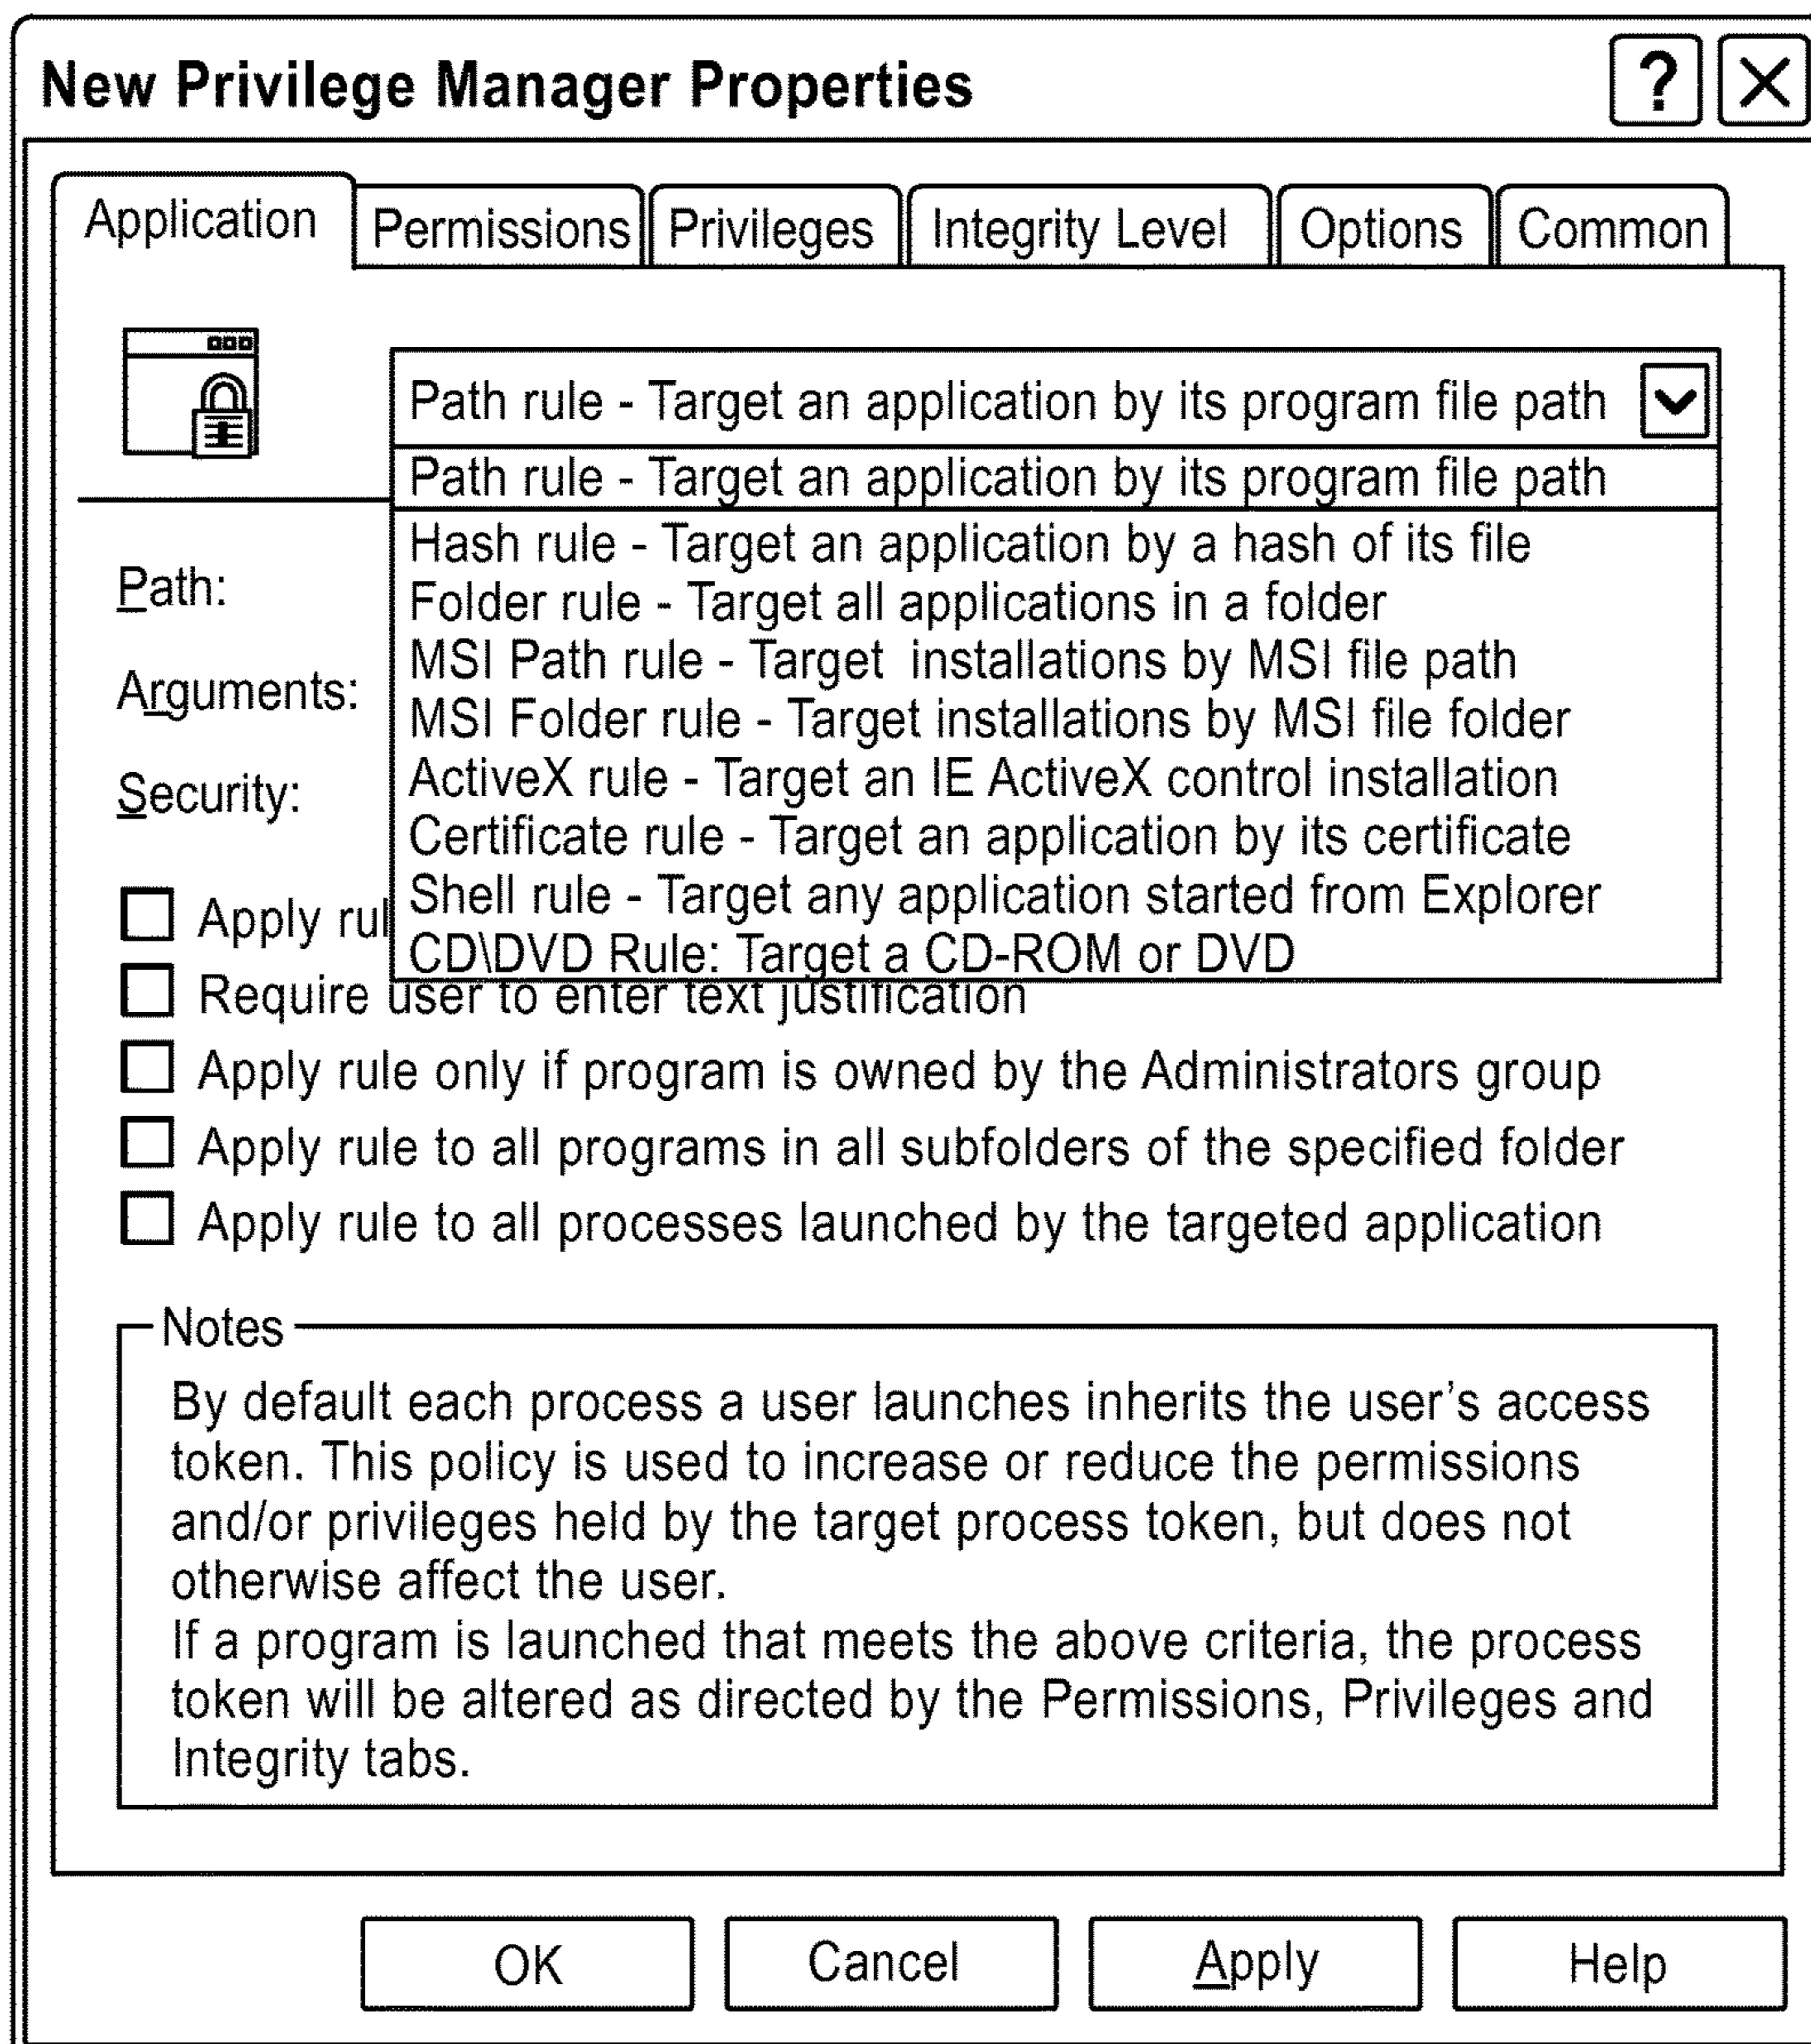 New Privilege Manager Properties ? X
Application Permissions Privileges Integrity Level Options Common
Path rule - Target an application by its program file path
Path rule - Target an application by its program file path
Hash rule - Target an application by a hash of its file
Folder rule - Target all applications in a folder
MSI Path rule - Target installations by MSI file path
MSI Folder rule - Target installations by MSI file folder
ActiveX rule - Target an IE ActiveX control installation
Certificate rule - Target an application by its certificate
Shell rule - Target any application started from Explorer
CD\DVD Rule: Target a CD-ROM or DVD
Path:
Arguments:
Security:
Apply rul
Require user to enter text justification
Apply rule only if program is owned by the Administrators group
Apply rule to all programs in all subfolders of the specified folder
Apply rule to all processes launched by the targeted application
Notes
By default each process a user launches inherits the user's access
token. This policy is used to increase or reduce the permissions
and/or privileges held by the target process token, but does not
otherwise affect the user.
If a program is launched that meets the above criteria, the process
token will be altered as directed by the Permissions, Privileges and
Integrity tabs.
OK Cancel Apply Help